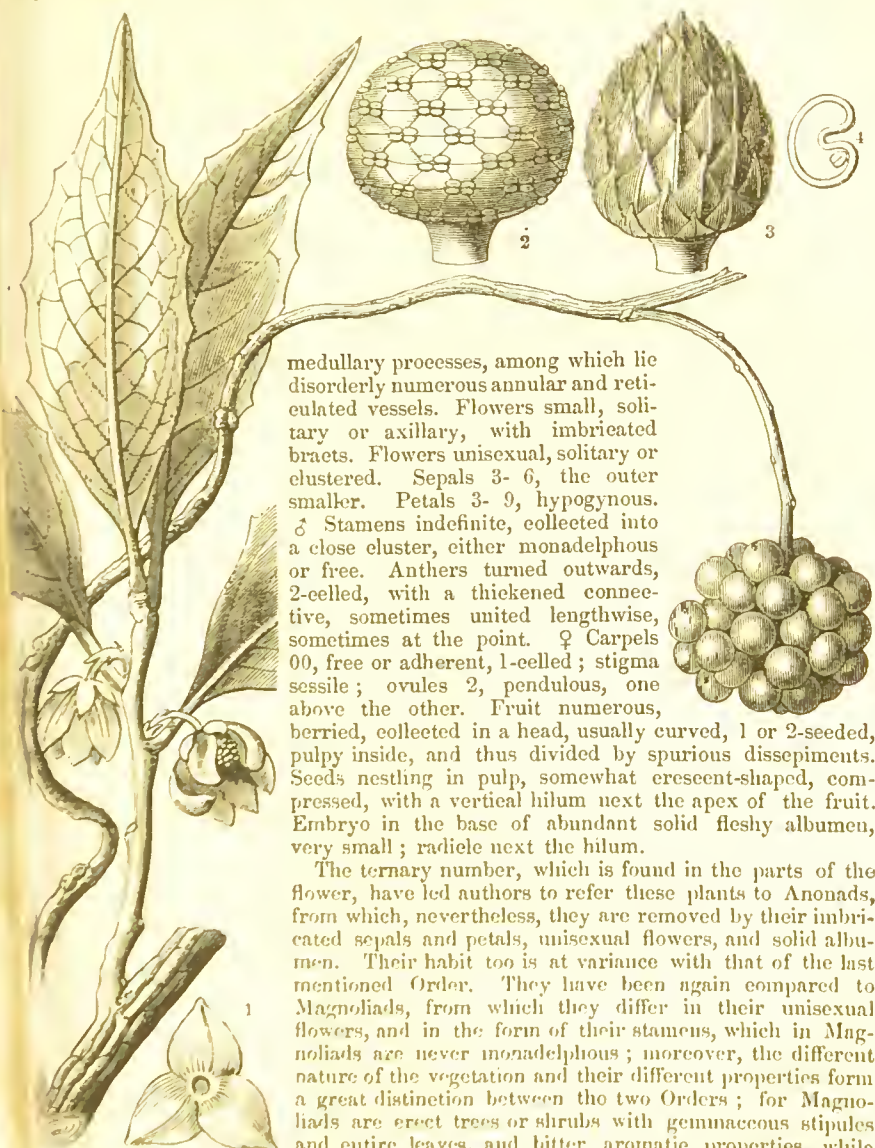 2
3
4
medullary processes, among which lie
disorderly numerous annular and reti-
culated vessels. Flowers small, soli-
tary or axillary, with imbricated
bracts. Flowers unisexual, solitary or
clustered. Sepals 3- 6, the outer
smaller. Petals 3- 9, hypogynous.
♂ Stamens indefinite, collected into
a close cluster, either monadelphous
or free. Anthers turned outwards,
2-celled, with a thickened connec-
tive, sometimes united lengthwise,
sometimes at the point. ♀ Carpels
00, free or adherent, 1-celled ; stigma
sessile ; ovules 2, pendulous, one
above the other. Fruit numerous,
berried, collected in a head, usually curved, 1 or 2-seeded,
pulpy inside, and thus divided by spurious dissepiments.
Seeds nestling in pulp, somewhat crescent-shaped, com-
pressed, with a vertical hilum next the apex of the fruit.
Embryo in the base of abundant solid fleshy albumen,
very small ; radicle next the hilum.
The ternary number, which is found in the parts of the
flower, have led authors to refer these plants to Anonads,
from which, nevertheless, they are removed by their imbri-
cated sepals and petals, unisexual flowers, and solid albu-
men. Their habit too is at variance with that of the last
mentioned Order. They have been again compared to
Magnoliads, from which they differ in their unisexual
1
flowers, and in the form of their stamens, which in Mag-
noliads are never monadelphous ; moreover, the different
nature of the vegetation and their different properties form
a great distinction between the two Orders ; for Magno-
liads are erect trees or shrubs with gemmaceous stipules
and entire leaves, and bitter, aromatic properties, while